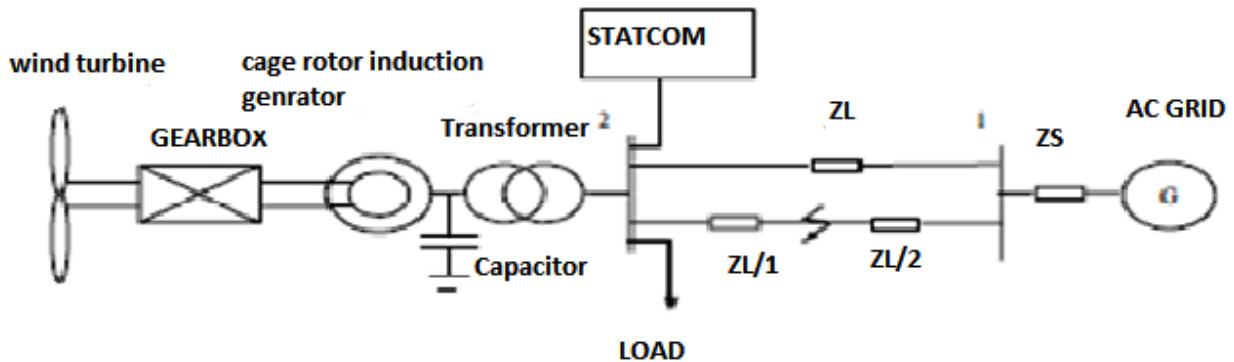 STATCOM
wind turbine
cage rotor induction
genrator
GEARBOX
Transformer
2
ZL
1
ZS
AC GRID
G
Capacitor
ZL/1
ZL/2
LOAD